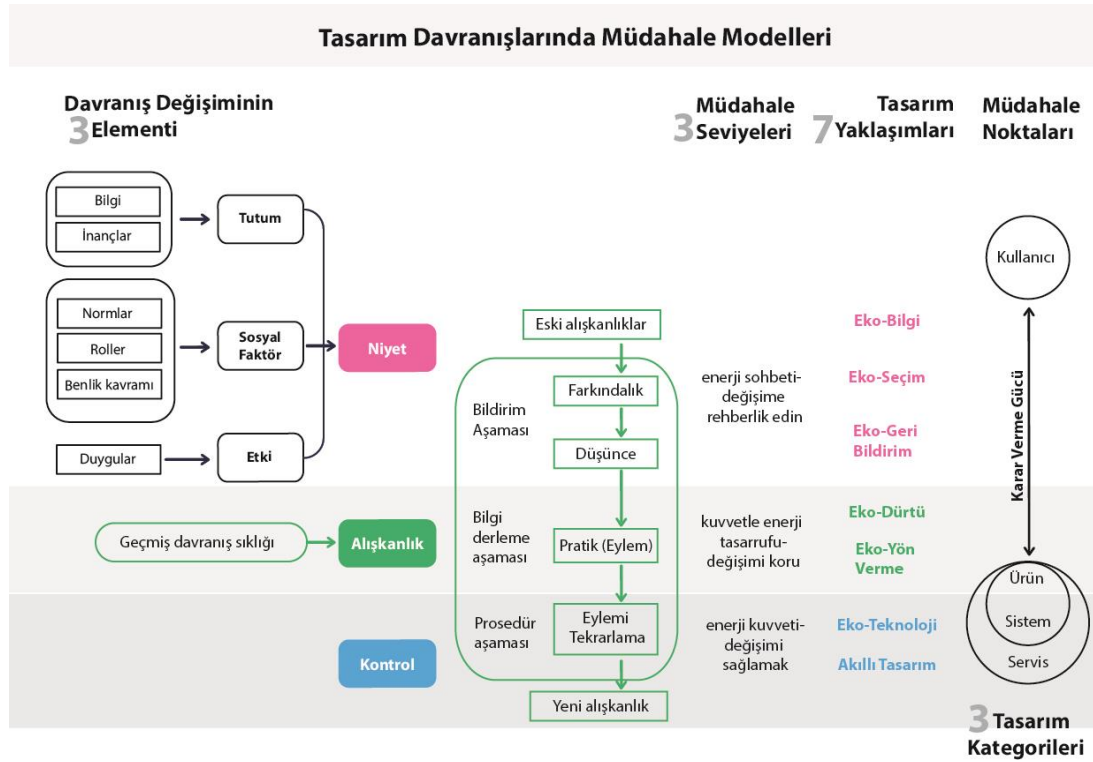 Tasarım Davranışlarında Müdahale Modelleri
Davranış Değişiminin
3 Elementi
3 Müdahale
Seviyeleri
7 Tasarım
Yaklaşımları
Müdahale
Noktaları
Bilgi
İnançlar
Tutum
Normlar
Roller
Benlik kavramı
Sosyal
Faktör
Duygular
Etki
Niyet
Geçmiş davranış sıklığı
Alışkanlık
Kontrol
Eski alışkanlıklar
Bildirim
Aşaması
Farkındalık
Düşünce
Bilgi
derleme
aşaması
Pratik (Eylem)
Prosedür
aşaması
Eylemi
Tekrarlama
Yeni alışkanlık
enerji sohbeti-
değişime
rehberlik edin
kuvvetle enerji
tasarrufu-
değişimi koru
enerji kuvveti-
değişimi
sağlamak
Eko-Bilgi
Eko-Seçim
Eko-Geri
Bildirim
Eko-Dürtü
Eko-Yön
Verme
Eko-Teknoloji
Akıllı Tasarım
Kullanıcı
Karar Verme Gücü
Ürün
Sistem
Servis
3 Tasarım
Kategorileri